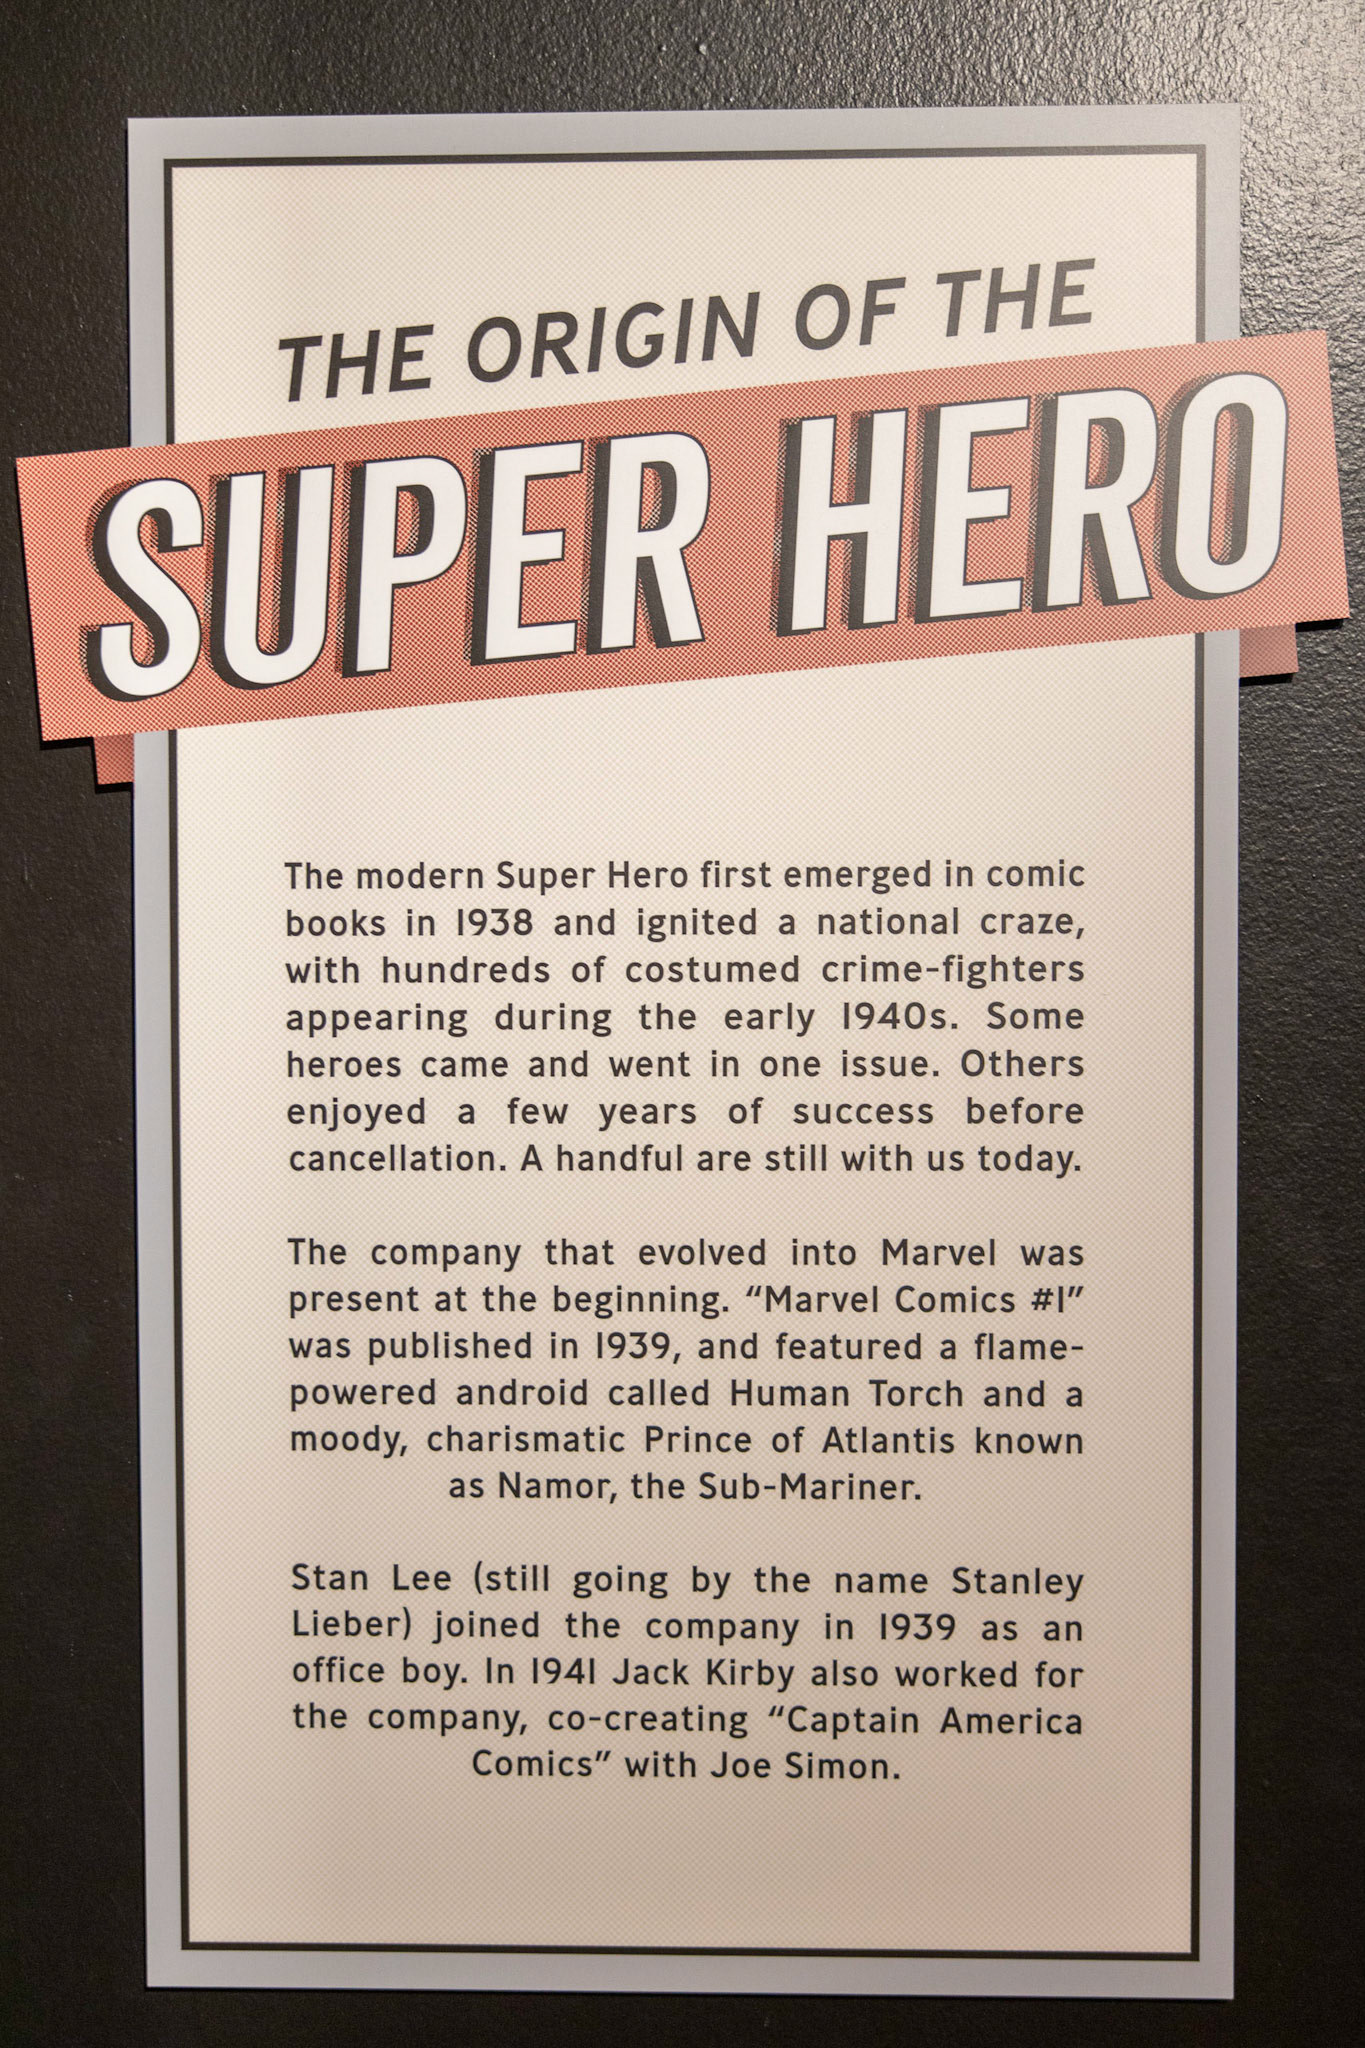 THE ORIGIN OF THE
SUPER HERO
The modern Super Hero first emerged in comic
books in 1938 and ignited a national craze,
with hundreds of costumed crime-fighters
appearing during the early 1940s. Some
heroes came and went in one issue. Others
enjoyed a few years of success before
cancellation. A handful are still with us today.
The company that evolved into Marvel was
present at the beginning. “Marvel Comics #1”
was published in 1939, and featured a flame-
powered android called Human Torch and a
moody, charismatic Prince of Atlantis known
as Namor, the Sub-Mariner.
Stan Lee (still going by the name Stanley
Lieber) joined the company in 1939 as an
office boy. In 1941 Jack Kirby also worked for
the company, co-creating “Captain America
Comics” with Joe Simon.